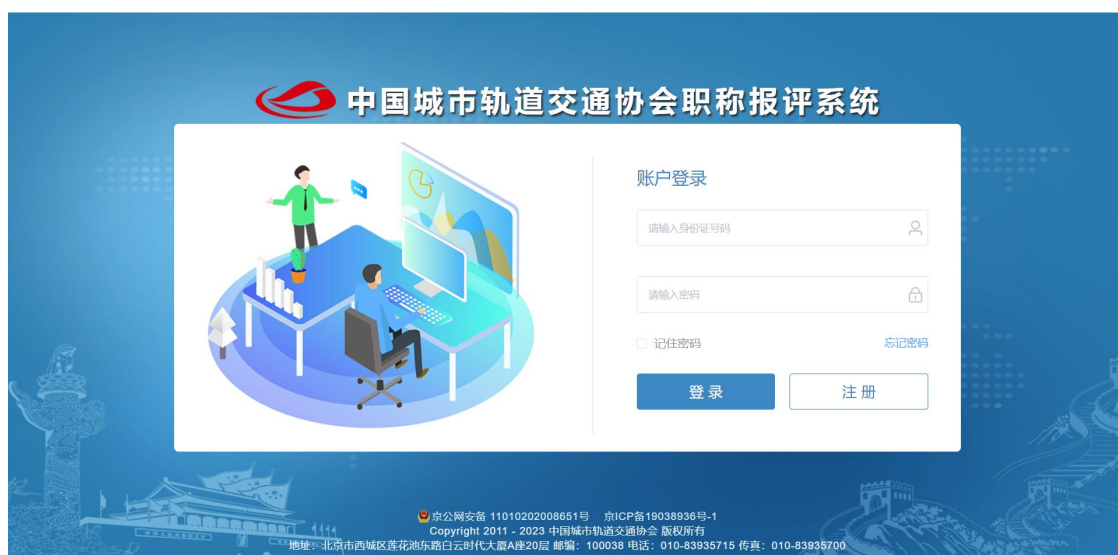 中国城市轨道交通协会职称报评系统
账户登录
请输入身份证号码
请输入密码
记住密码 忘记密码
登 录 注 册
京公网安备 11010202008651号 京ICP备19038936号-1
Copyright 2011 - 2023 中国城市轨道交通协会 版权所有
地址：北京市西城区莲花池东路白云时代大厦A座20层 邮编：100038 电话：010-83935715 传真：010-83935700